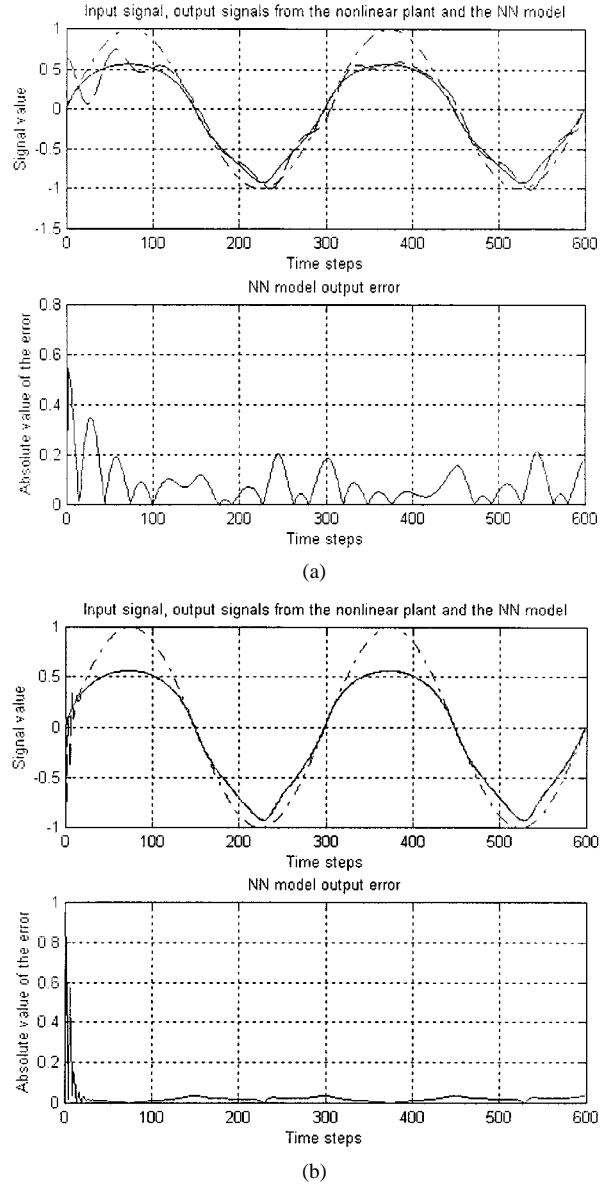 Input signal, output signals from the nonlinear plant and the NN model
1
0.5
0
-0.5
-1
-1.5
Signal value
0 100 200 300 400 500 600
Time steps
NN model output error
0.8
0.6
0.4
0.2
0
Absolute value of the error
0 100 200 300 400 500 600
Time steps
(a)
Input signal, output signals from the nonlinear plant and the NN model
1
0.5
0
-0.5
-1
Signal value
0 100 200 300 400 500 600
Time steps
NN model output error
1
0.8
0.6
0.4
0.2
0
Absolute value of the error
0 100 200 300 400 500 600
Time steps
(b)